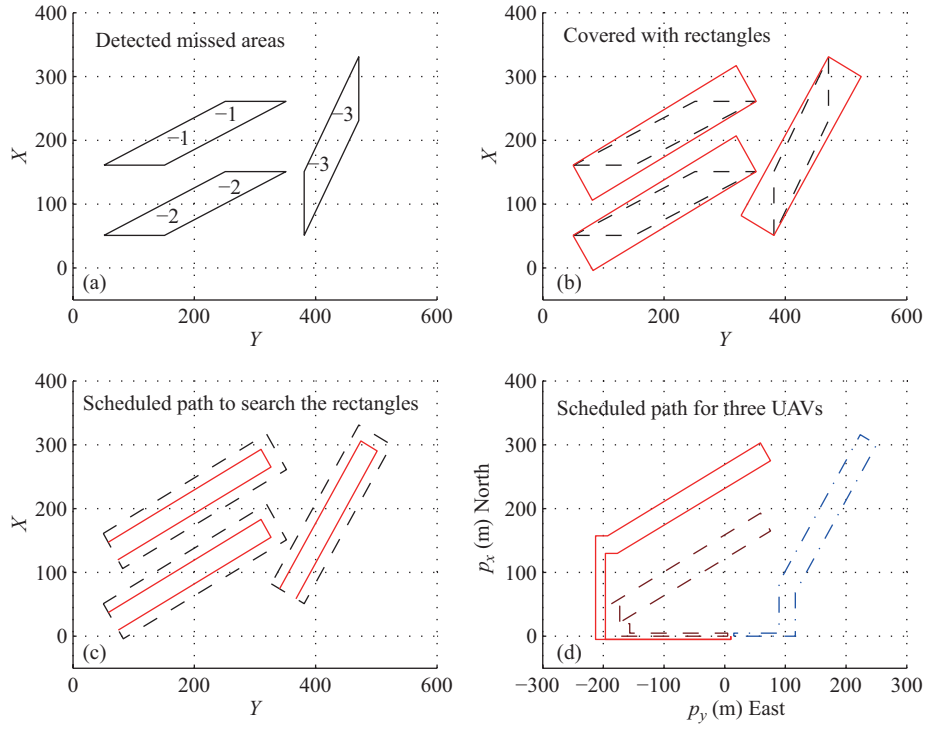 400
Detected missed areas
300
−1
−1
−3
X
200
−2
−3
100
−2
0
(a)
0
200
400
600
Y
400
Covered with rectangles
300
X
200
100
0
(b)
0
200
400
600
Y
400
Scheduled path to search the rectangles
300
X
200
100
0
(c)
0
200
400
600
Y
400
Scheduled path for three UAVs
300
p_x (m) North
200
100
0
(d)
−300
−200
−100
0
100
200
300
p_y (m) East